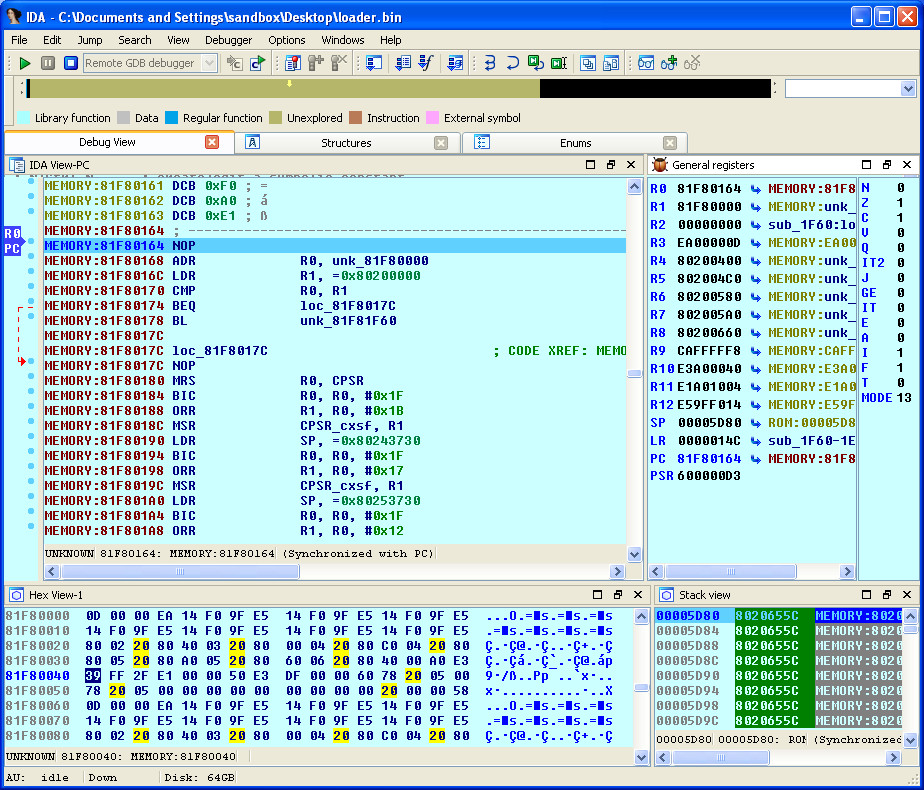 IDA - C:\Documents and Settings\sandbox\Desktop\loader.bin
File Edit Jump Search View Debugger Options Windows Help
Remote GDB debugger
Library function Data Regular function Unexplored Instruction External symbol
Debug View Structures Enums
IDA View-PC
MEMORY:81F80161 DCB 0xF0 ; =
MEMORY:81F80162 DCB 0xA0 ; á
MEMORY:81F80163 DCB 0xE1 ; ß
MEMORY:81F80164 ; ---------------------------------------------------------
R0
PC
MEMORY:81F80164 NOP
MEMORY:81F80168 ADR R0, unk_81F80000
MEMORY:81F8016C LDR R1, =0x80200000
MEMORY:81F80170 CMP R0, R1
MEMORY:81F80174 BEQ loc_81F8017C
MEMORY:81F80178 BL unk_81F81F60
MEMORY:81F8017C
MEMORY:81F8017C loc_81F8017C ; CODE XREF: MEMO
MEMORY:81F8017C NOP
MEMORY:81F80180 MRS R0, CPSR
MEMORY:81F80184 BIC R0, R0, #0x1F
MEMORY:81F80188 ORR R1, R0, #0x1B
MEMORY:81F8018C MSR CPSR_cxsf, R1
MEMORY:81F80190 LDR SP, =0x80243730
MEMORY:81F80194 BIC R0, R0, #0x1F
MEMORY:81F80198 ORR R1, R0, #0x17
MEMORY:81F8019C MSR CPSR_cxsf, R1
MEMORY:81F801A0 LDR SP, =0x80253730
MEMORY:81F801A4 BIC R0, R0, #0x1F
MEMORY:81F801A8 ORR R1, R0, #0x12
UNKNOWN 81F80164: MEMORY:81F80164 (Synchronized with PC)
General registers
R0 81F80164 MEMORY:81F8
R1 81F80000 MEMORY:unk_
R2 00000000 sub_1F60:lo
R3 EA00000D MEMORY:EA00
R4 80200400 MEMORY:unk_
R5 802004C0 MEMORY:unk_
R6 80200580 MEMORY:unk_
R7 802005A0 MEMORY:unk_
R8 80200660 MEMORY:unk_
R9 CAFFFFF8 MEMORY:CAFF
R10 E3A00040 MEMORY:E3A0
R11 E1A01004 MEMORY:E1A0
R12 E59FF014 MEMORY:E59F
SP 00005D80 ROM:00005D8
LR 0000014C sub_1F60-1E
PC 81F80164 MEMORY:81F8
PSR 600000D3
N 0
Z 1
C 1
V 0
Q 0
IT2 0
J 0
GE 0
IT 0
E 0
A 0
I 1
F 1
T 0
MODE 13
Hex View-1
81F80000 0D 00 00 EA 14 F0 9F E5 14 F0 9F E5 14 F0 9F E5
81F80010 14 F0 9F E5 14 F0 9F E5 14 F0 9F E5 14 F0 9F E5
81F80020 80 02 20 80 40 03 20 80 00 04 20 80 C0 04 20 80
81F80030 80 05 20 80 A0 05 20 80 60 06 20 80 40 00 A0 E3
81F80040 39 FF 2F E1 00 00 50 E3 DF 00 00 60 78 20 05 00
81F80050 78 20 05 00 00 00 00 00 00 00 00 00 20 00 00 58
81F80060 0D 00 00 EA 14 F0 9F E5 14 F0 9F E5 14 F0 9F E5
81F80070 14 F0 9F E5 14 F0 9F E5 14 F0 9F E5 14 F0 9F E5
81F80080 80 02 20 80 40 03 20 80 00 04 20 80 C0 04 20 80
UNKNOWN 81F80040: MEMORY:81F80040
Stack view
00005D80 8020655C MEMORY:8020
00005D84 8020655C MEMORY:8020
00005D88 8020655C MEMORY:8020
00005D8C 8020655C MEMORY:8020
00005D90 8020655C MEMORY:8020
00005D94 8020655C MEMORY:8020
00005D98 8020655C MEMORY:8020
00005D9C 8020655C MEMORY:8020
00005D80 00005D80: ROM (Synchronized
AU: idle Down Disk: 64GB